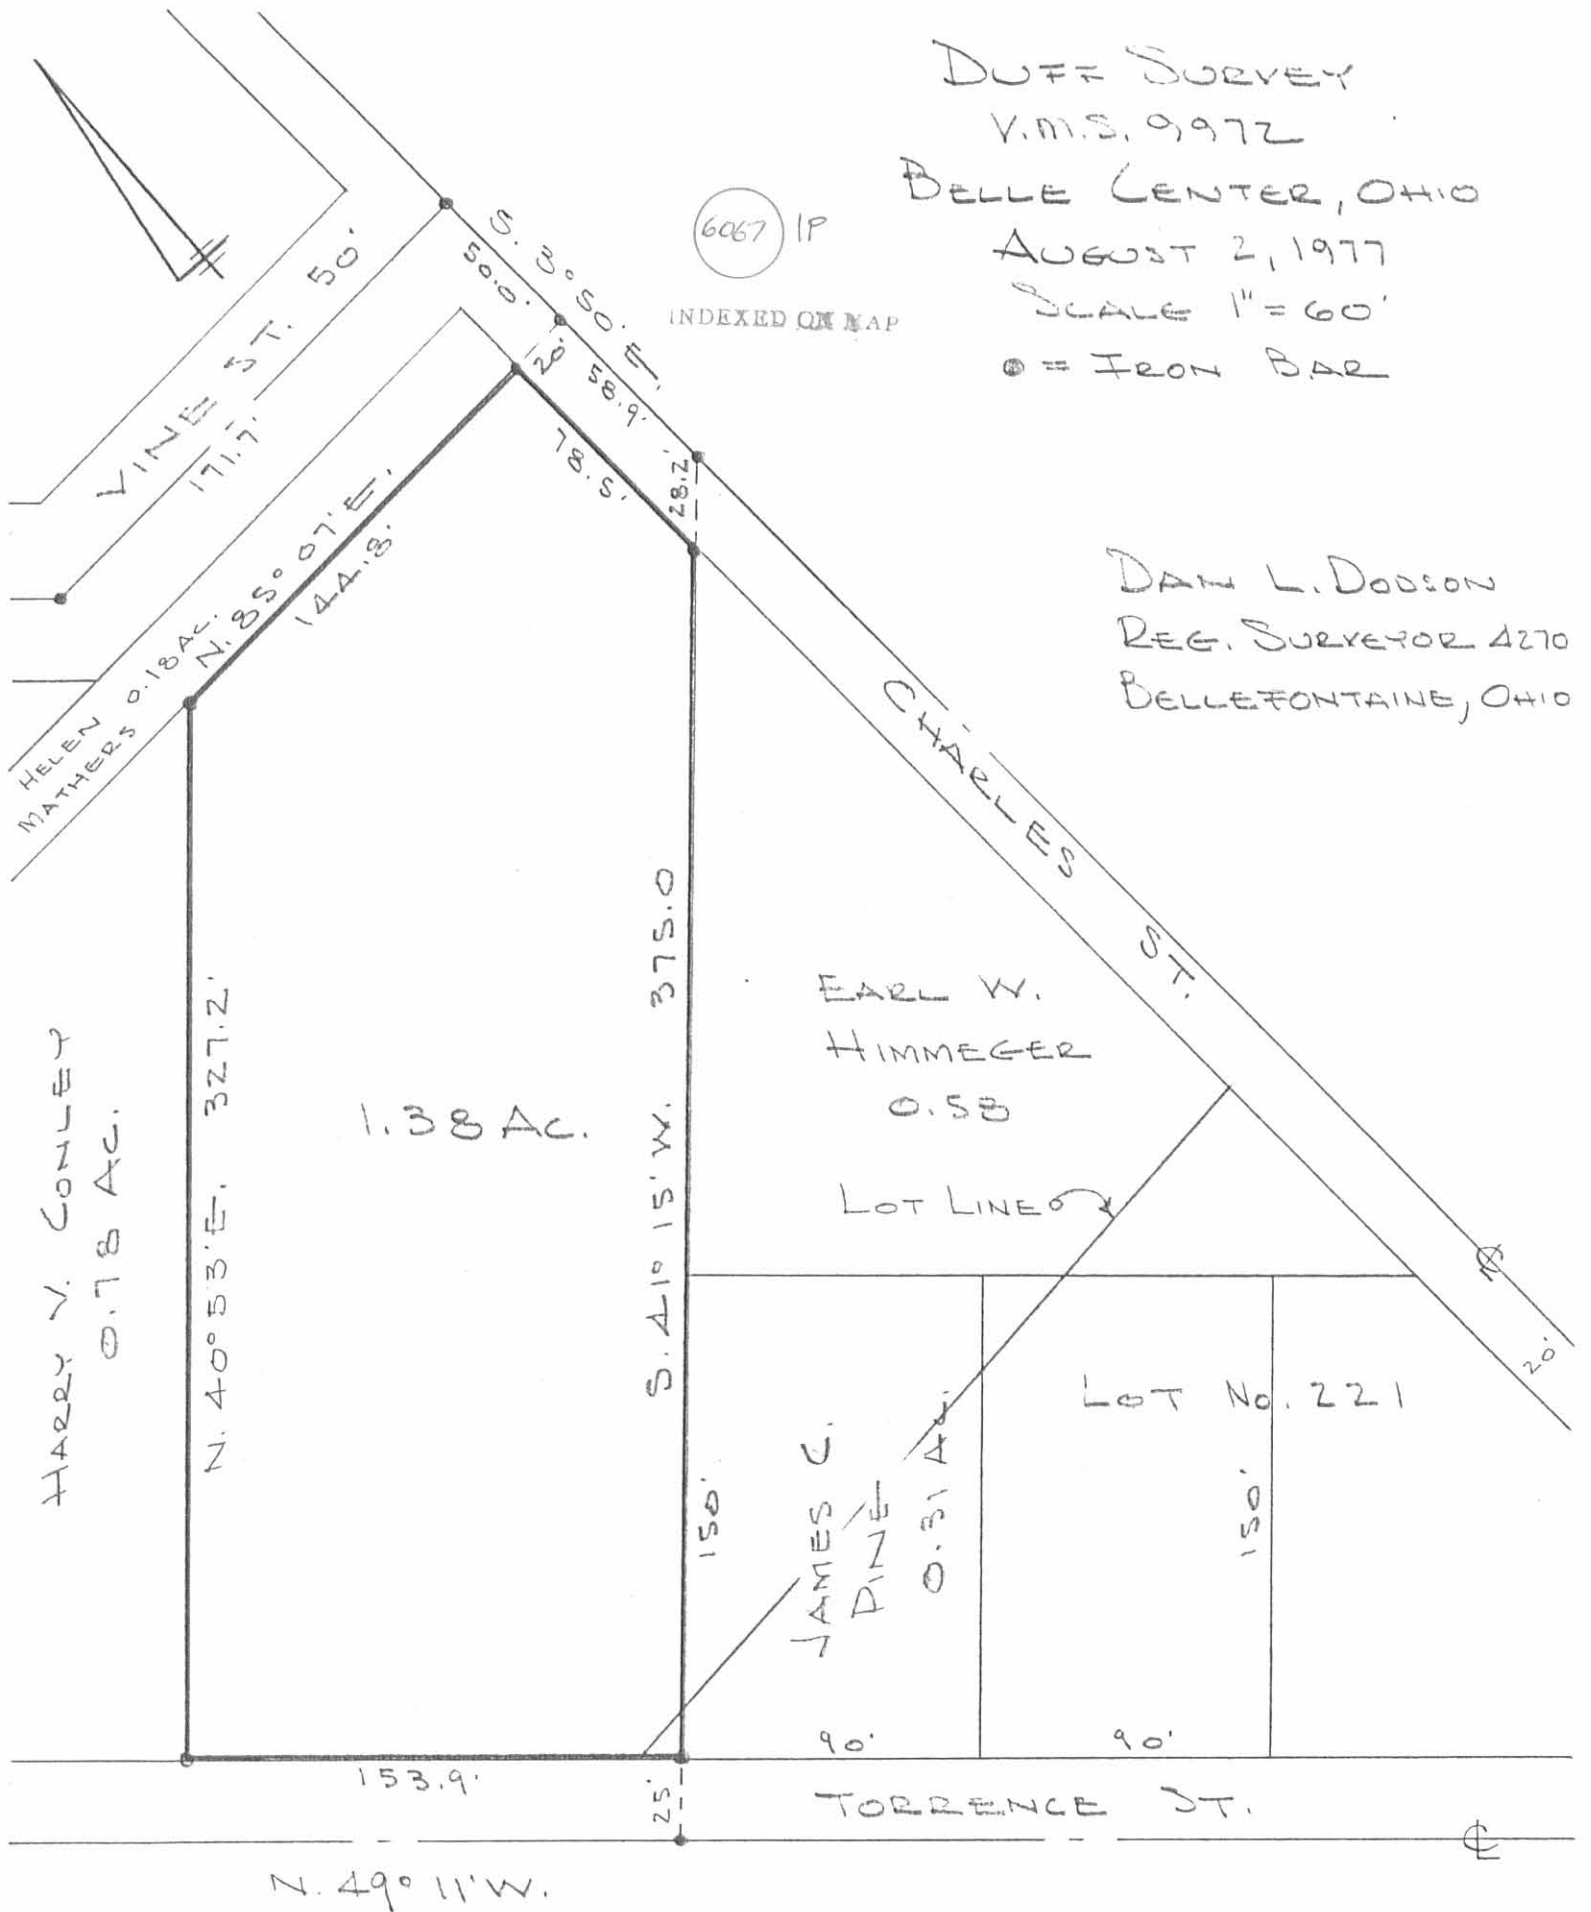 DUFF SURVEY
V.M.S. 9972
BELLE CENTER, OHIO
AUGUST 2, 1977
SCALE 1" = 60'
● = IRON BAR
6067 IP
INDEXED ON MAP
DAN L. DODSON
REG. SURVEYOR 4270
BELLEFONTAINE, OHIO
VINE ST. 50'
171.7'
S. 3° 50' E.
50.0'
20'
58.9'
78.5'
28.2'
HELEN
MATHERS 0.18 AC.
N. 85° 07' E.
144.8'
CHARLES ST.
HARRY V. CONLEY
0.78 AC.
N. 40° 53' E. 327.2'
1.38 AC.
S. 41° 15' W. 375.0
EARL W.
HIMMEGER
0.58
LOT LINE
LOT NO. 221
20'
JAMES C.
PINE
0.31 AC.
150'
150'
90'
90'
153.9'
25'
TORRENCE ST.
N. 49° 11' W.